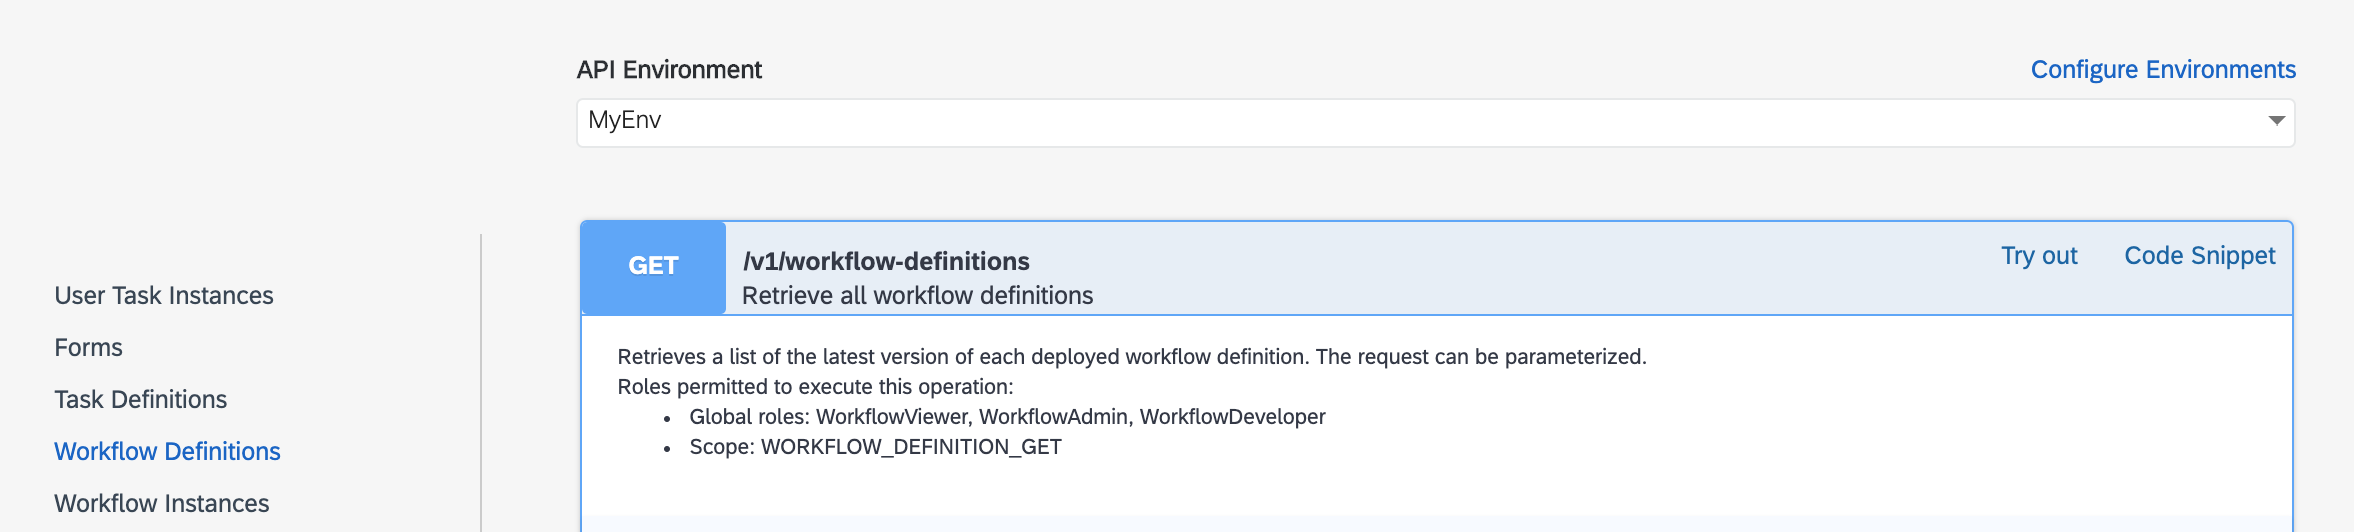 API Environment
Configure Environments
MyEnv
GET
/v1/workflow-definitions
Retrieve all workflow definitions
Try out
Code Snippet
User Task Instances
Forms
Task Definitions
Workflow Definitions
Workflow Instances
Retrieves a list of the latest version of each deployed workflow definition. The request can be parameterized.
Roles permitted to execute this operation:
• Global roles: WorkflowViewer, WorkflowAdmin, WorkflowDeveloper
• Scope: WORKFLOW_DEFINITION_GET